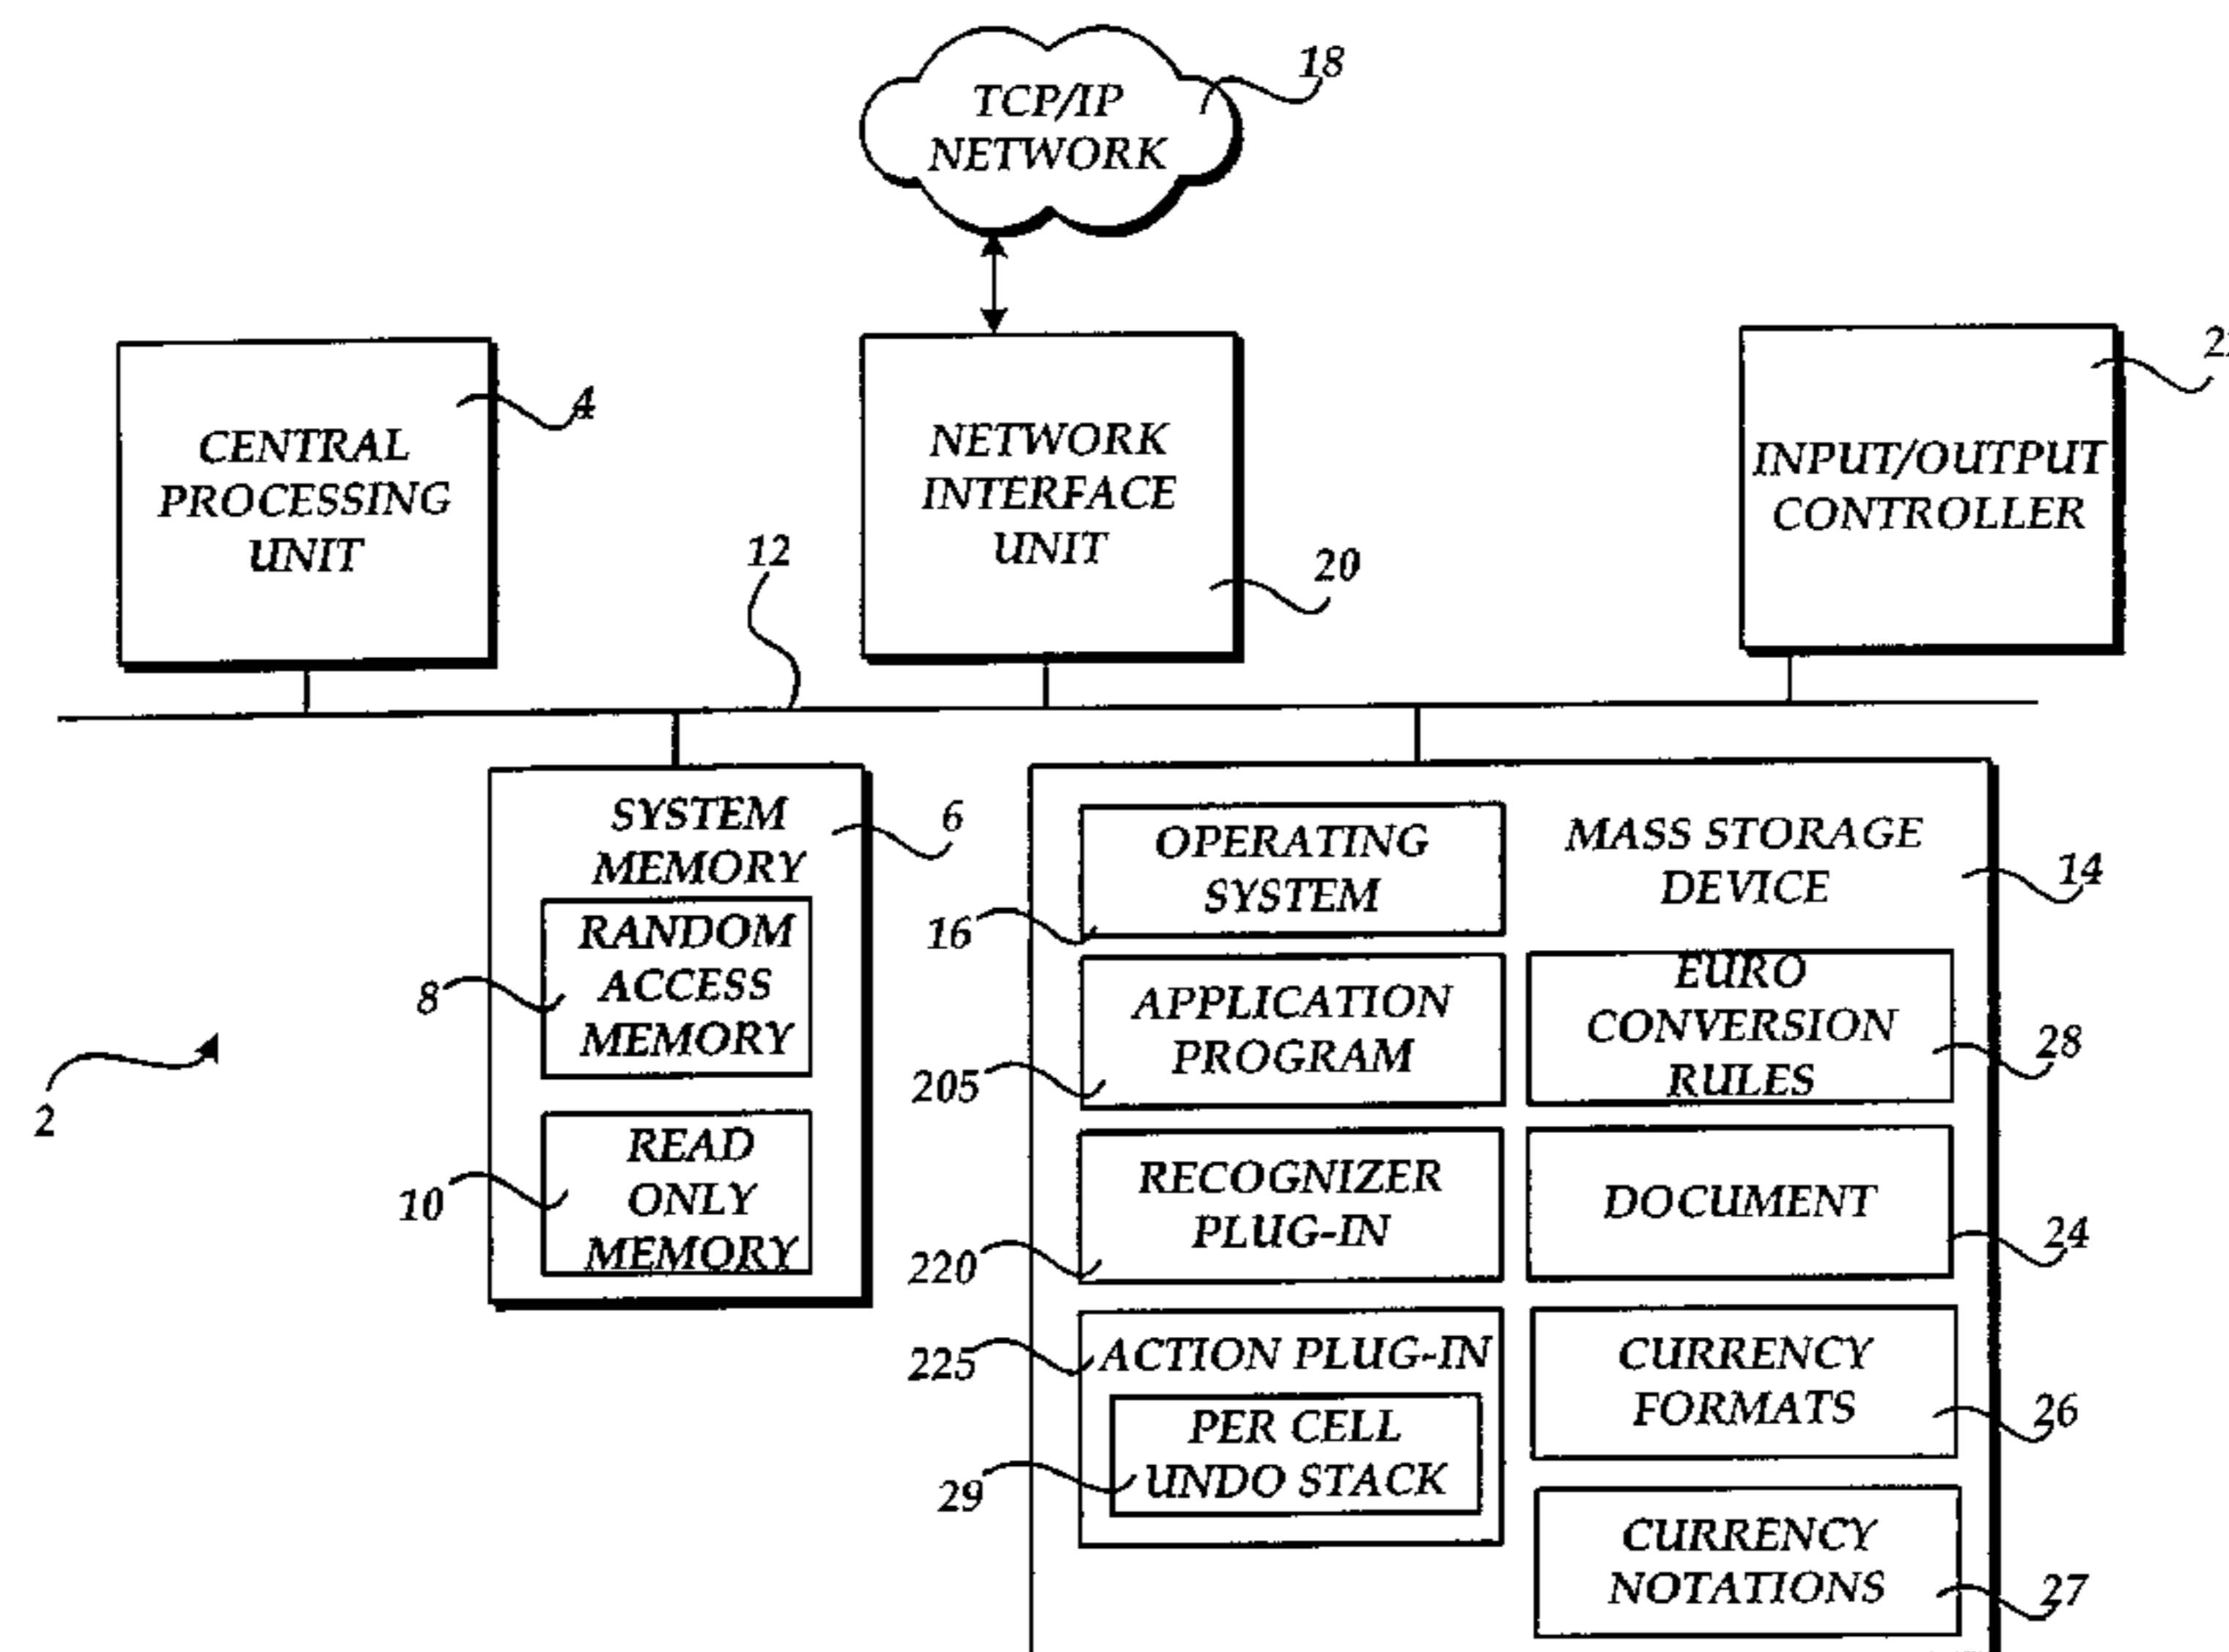 TCP/IP
NETWORK
18
CENTRAL
PROCESSING
UNIT
4
NETWORK
INTERFACE
UNIT
20
INPUT/OUTPUT
CONTROLLER
12
SYSTEM
MEMORY
6
RANDOM
ACCESS
MEMORY
8
READ
ONLY
MEMORY
10
2
MASS STORAGE
DEVICE
14
OPERATING
SYSTEM
16
APPLICATION
PROGRAM
205
EURO
CONVERSION
RULES
28
RECOGNIZER
PLUG-IN
220
DOCUMENT
24
ACTION PLUG-IN
225
PER CELL
UNDO STACK
29
CURRENCY
FORMATS
26
CURRENCY
NOTATIONS
27